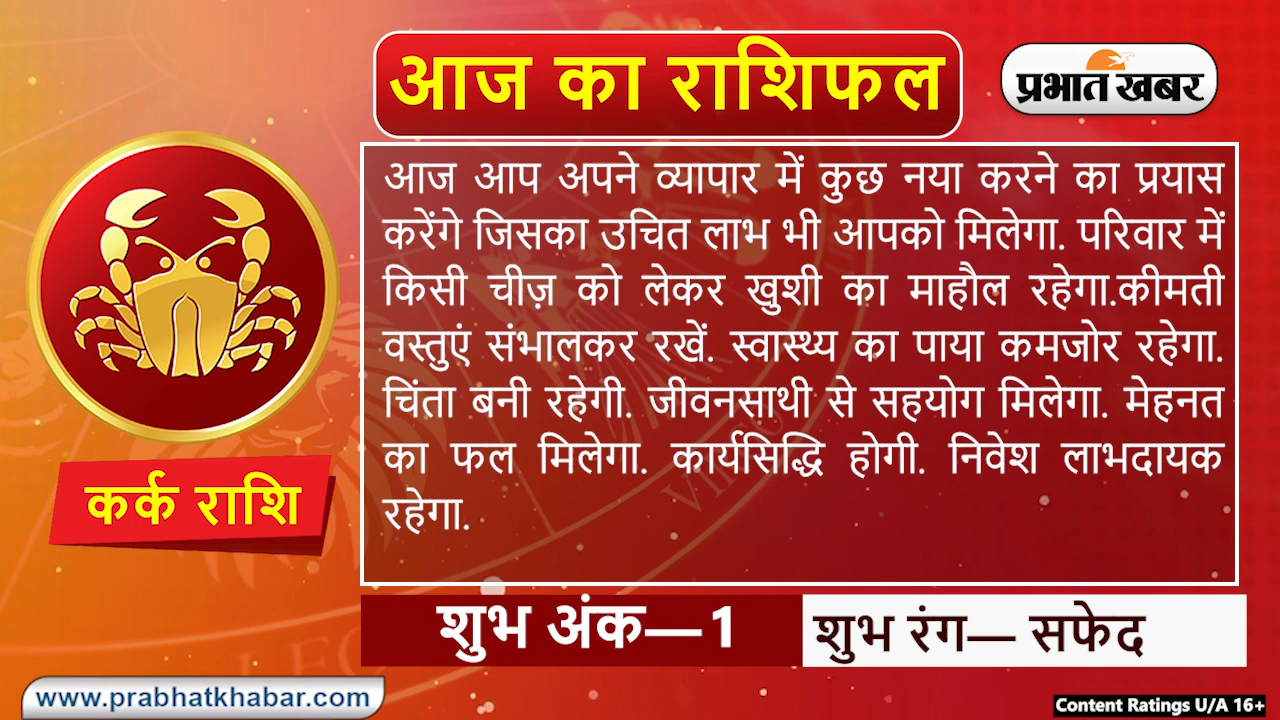 आज का राशिफल
प्रभात खबर
आज आप अपने व्यापार में कुछ नया करने का प्रयास
करेंगे जिसका उचित लाभ भी आपको मिलेगा. परिवार में
किसी चीज़ को लेकर खुशी का माहौल रहेगा.कीमती
वस्तुएं संभालकर रखें. स्वास्थ्य का पाया कमजोर रहेगा.
चिंता बनी रहेगी. जीवनसाथी से सहयोग मिलेगा. मेहनत
का फल मिलेगा. कार्यसिद्धि होगी. निवेश लाभदायक
रहेगा.
कर्क राशि
शुभ अंक—1
शुभ रंग— सफेद
www.prabhatkhabar.com
Content Ratings U/A 16+